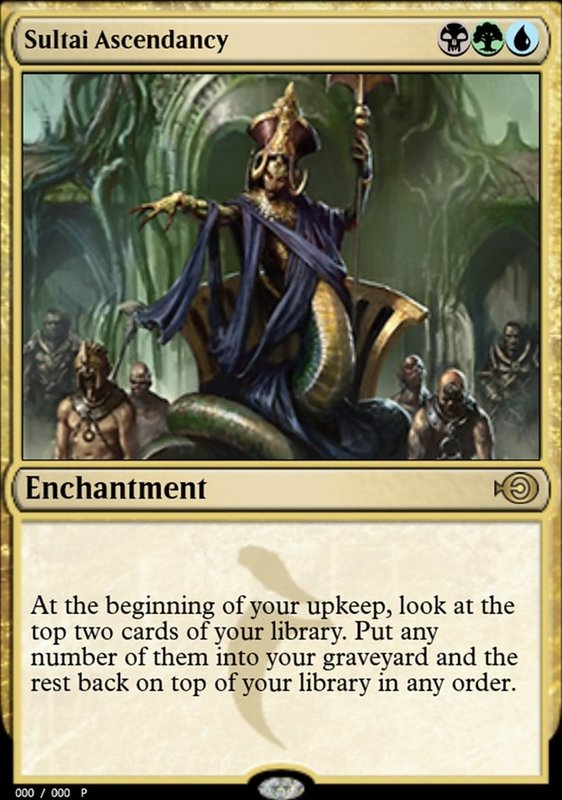 Sultai Ascendancy
Enchantment
At the beginning of your upkeep, look at the
top two cards of your library. Put any
number of them into your graveyard and the
rest back on top of your library in any order.
000 / 000 P